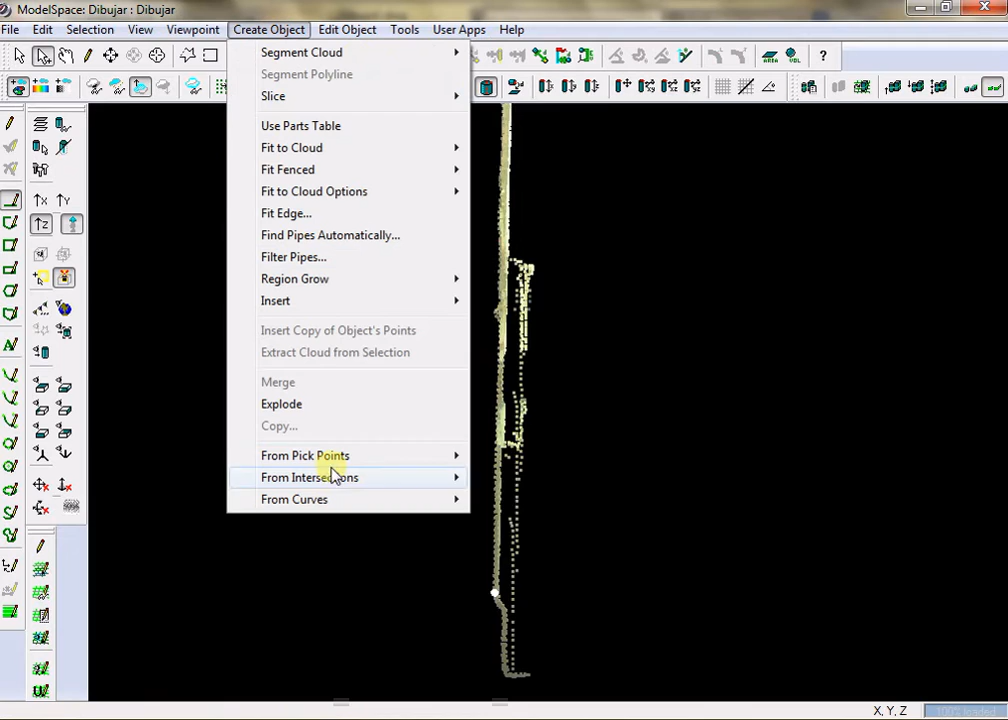 ModelSpace: Dibujar : Dibujar
File Edit Selection View Viewpoint Create Object Edit Object Tools User Apps Help
Segment Cloud
Segment Polyline
Slice
Use Parts Table
Fit to Cloud
Fit Fenced
Fit to Cloud Options
Fit Edge...
Find Pipes Automatically...
Filter Pipes...
Region Grow
Insert
Insert Copy of Object's Points
Extract Cloud from Selection
Merge
Explode
Copy...
From Pick Points
From Intersections
From Curves
X, Y, Z
100% loaded